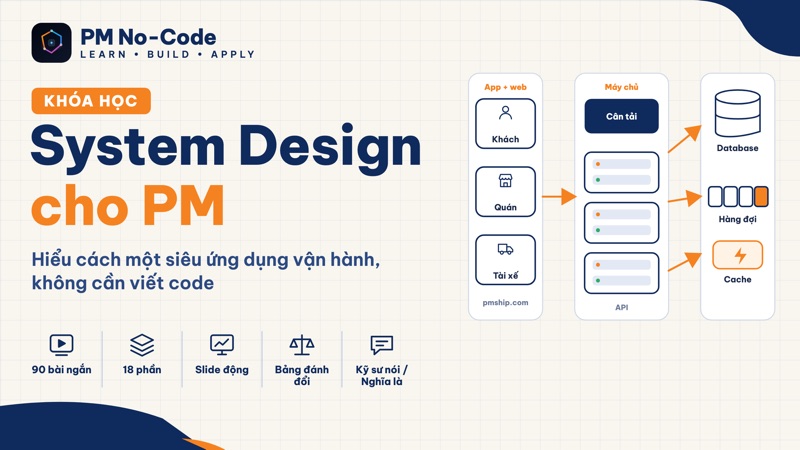 PM No-Code
LEARN • BUILD • APPLY
KHÓA HỌC
System Design
cho PM
Hiểu cách một siêu ứng dụng vận hành,
không cần viết code
90 bài ngắn
18 phần
Slide động
Bảng đánh
đổi
Kỹ sư nói /
Nghĩa là
App + web
Khách
Quán
Tài xế
pmship.com
Máy chủ
Cân tải
API
Database
Hàng đợi
Cache